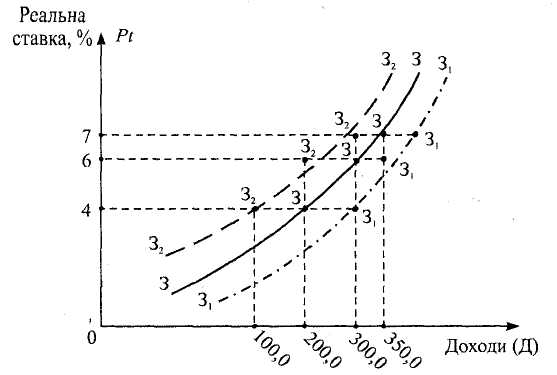 Реальна
ставка, %
Pt
З₂ З З₁
7 З₂ З З₁
6 З₂ З З₁
4 З₂ З З₁
З₂
З
З₁
0
100,0 200,0 300,0 350,0
Доходи (Д)